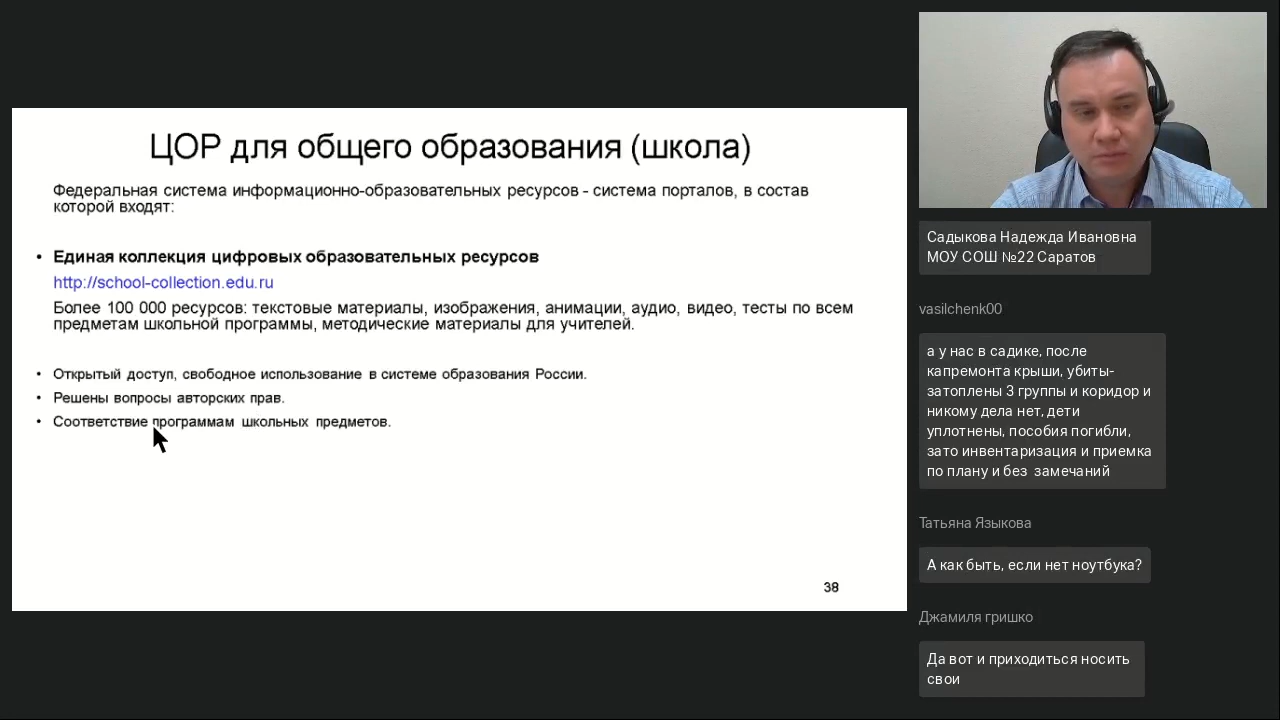 ЦОР для общего образования (школа)
Федеральная система информационно-образовательных ресурсов - система порталов, в состав
которой входят:
• Единая коллекция цифровых образовательных ресурсов
http://school-collection.edu.ru
Более 100 000 ресурсов: текстовые материалы, изображения, анимации, аудио, видео, тесты по всем
предметам школьной программы, методические материалы для учителей.
• Открытый доступ, свободное использование в системе образования России.
• Решены вопросы авторских прав.
• Соответствие программам школьных предметов.
38
Садыкова Надежда Ивановна
МОУ СОШ №22 Саратов
vasilchenk00
а у нас в садике, после
капремонта крыши, убиты-
затоплены 3 группы и коридор и
никому дела нет, дети
уплотнены, пособия погибли,
зато инвентаризация и приемка
по плану и без замечаний
Татьяна Языкова
А как быть, если нет ноутбука?
Джамиля гришко
Да вот и приходиться носить
свои